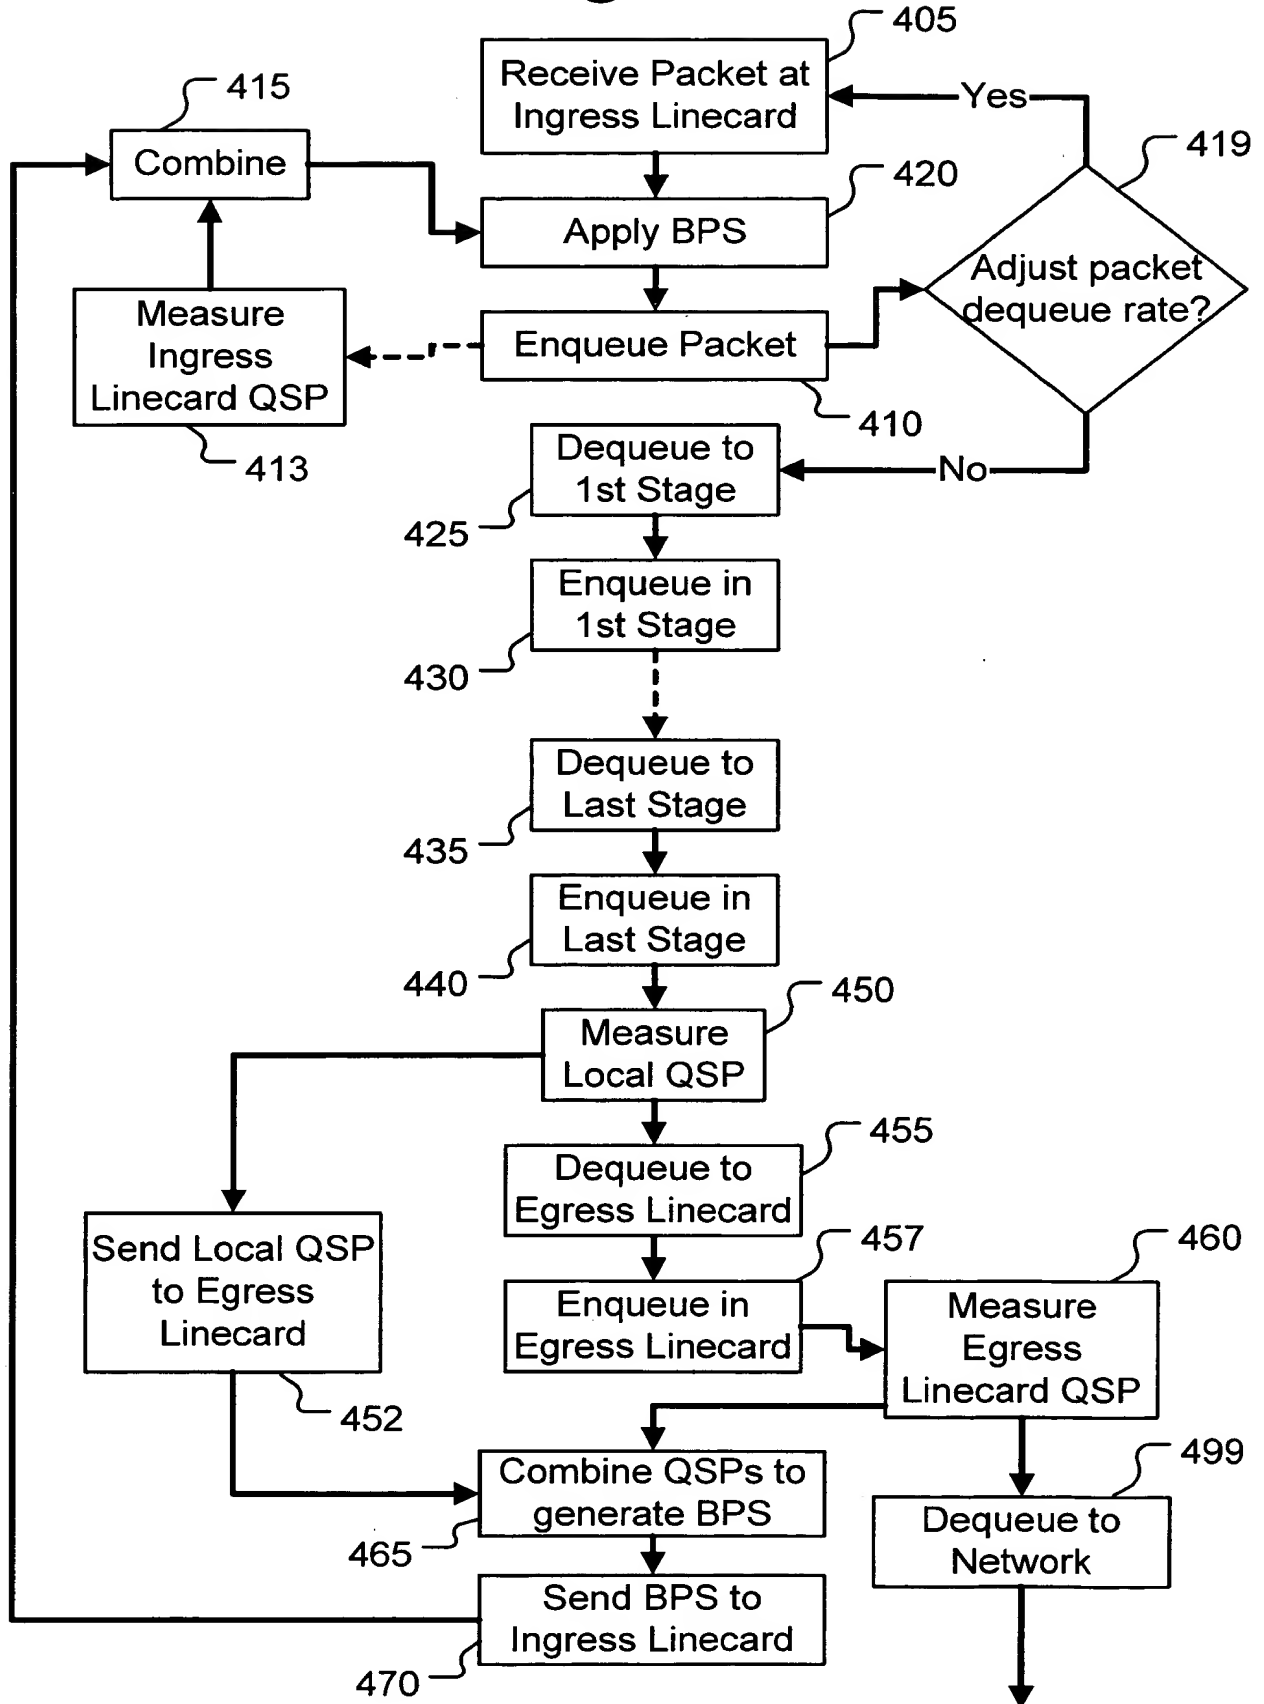 405
Receive Packet at
Ingress Linecard
Yes
415
Combine
419
420
Apply BPS
Adjust packet
dequeue rate?
Measure
Ingress
Linecard QSP
Enqueue Packet
410
413
Dequeue to
1st Stage
No
425
Enqueue in
1st Stage
430
Dequeue to
Last Stage
435
Enqueue in
Last Stage
440
450
Measure
Local QSP
455
Dequeue to
Egress Linecard
Send Local QSP
to Egress
Linecard
457
460
Enqueue in
Egress Linecard
Measure
Egress
Linecard QSP
452
Combine QSPs to
generate BPS
465
499
Dequeue to
Network
Send BPS to
Ingress Linecard
470